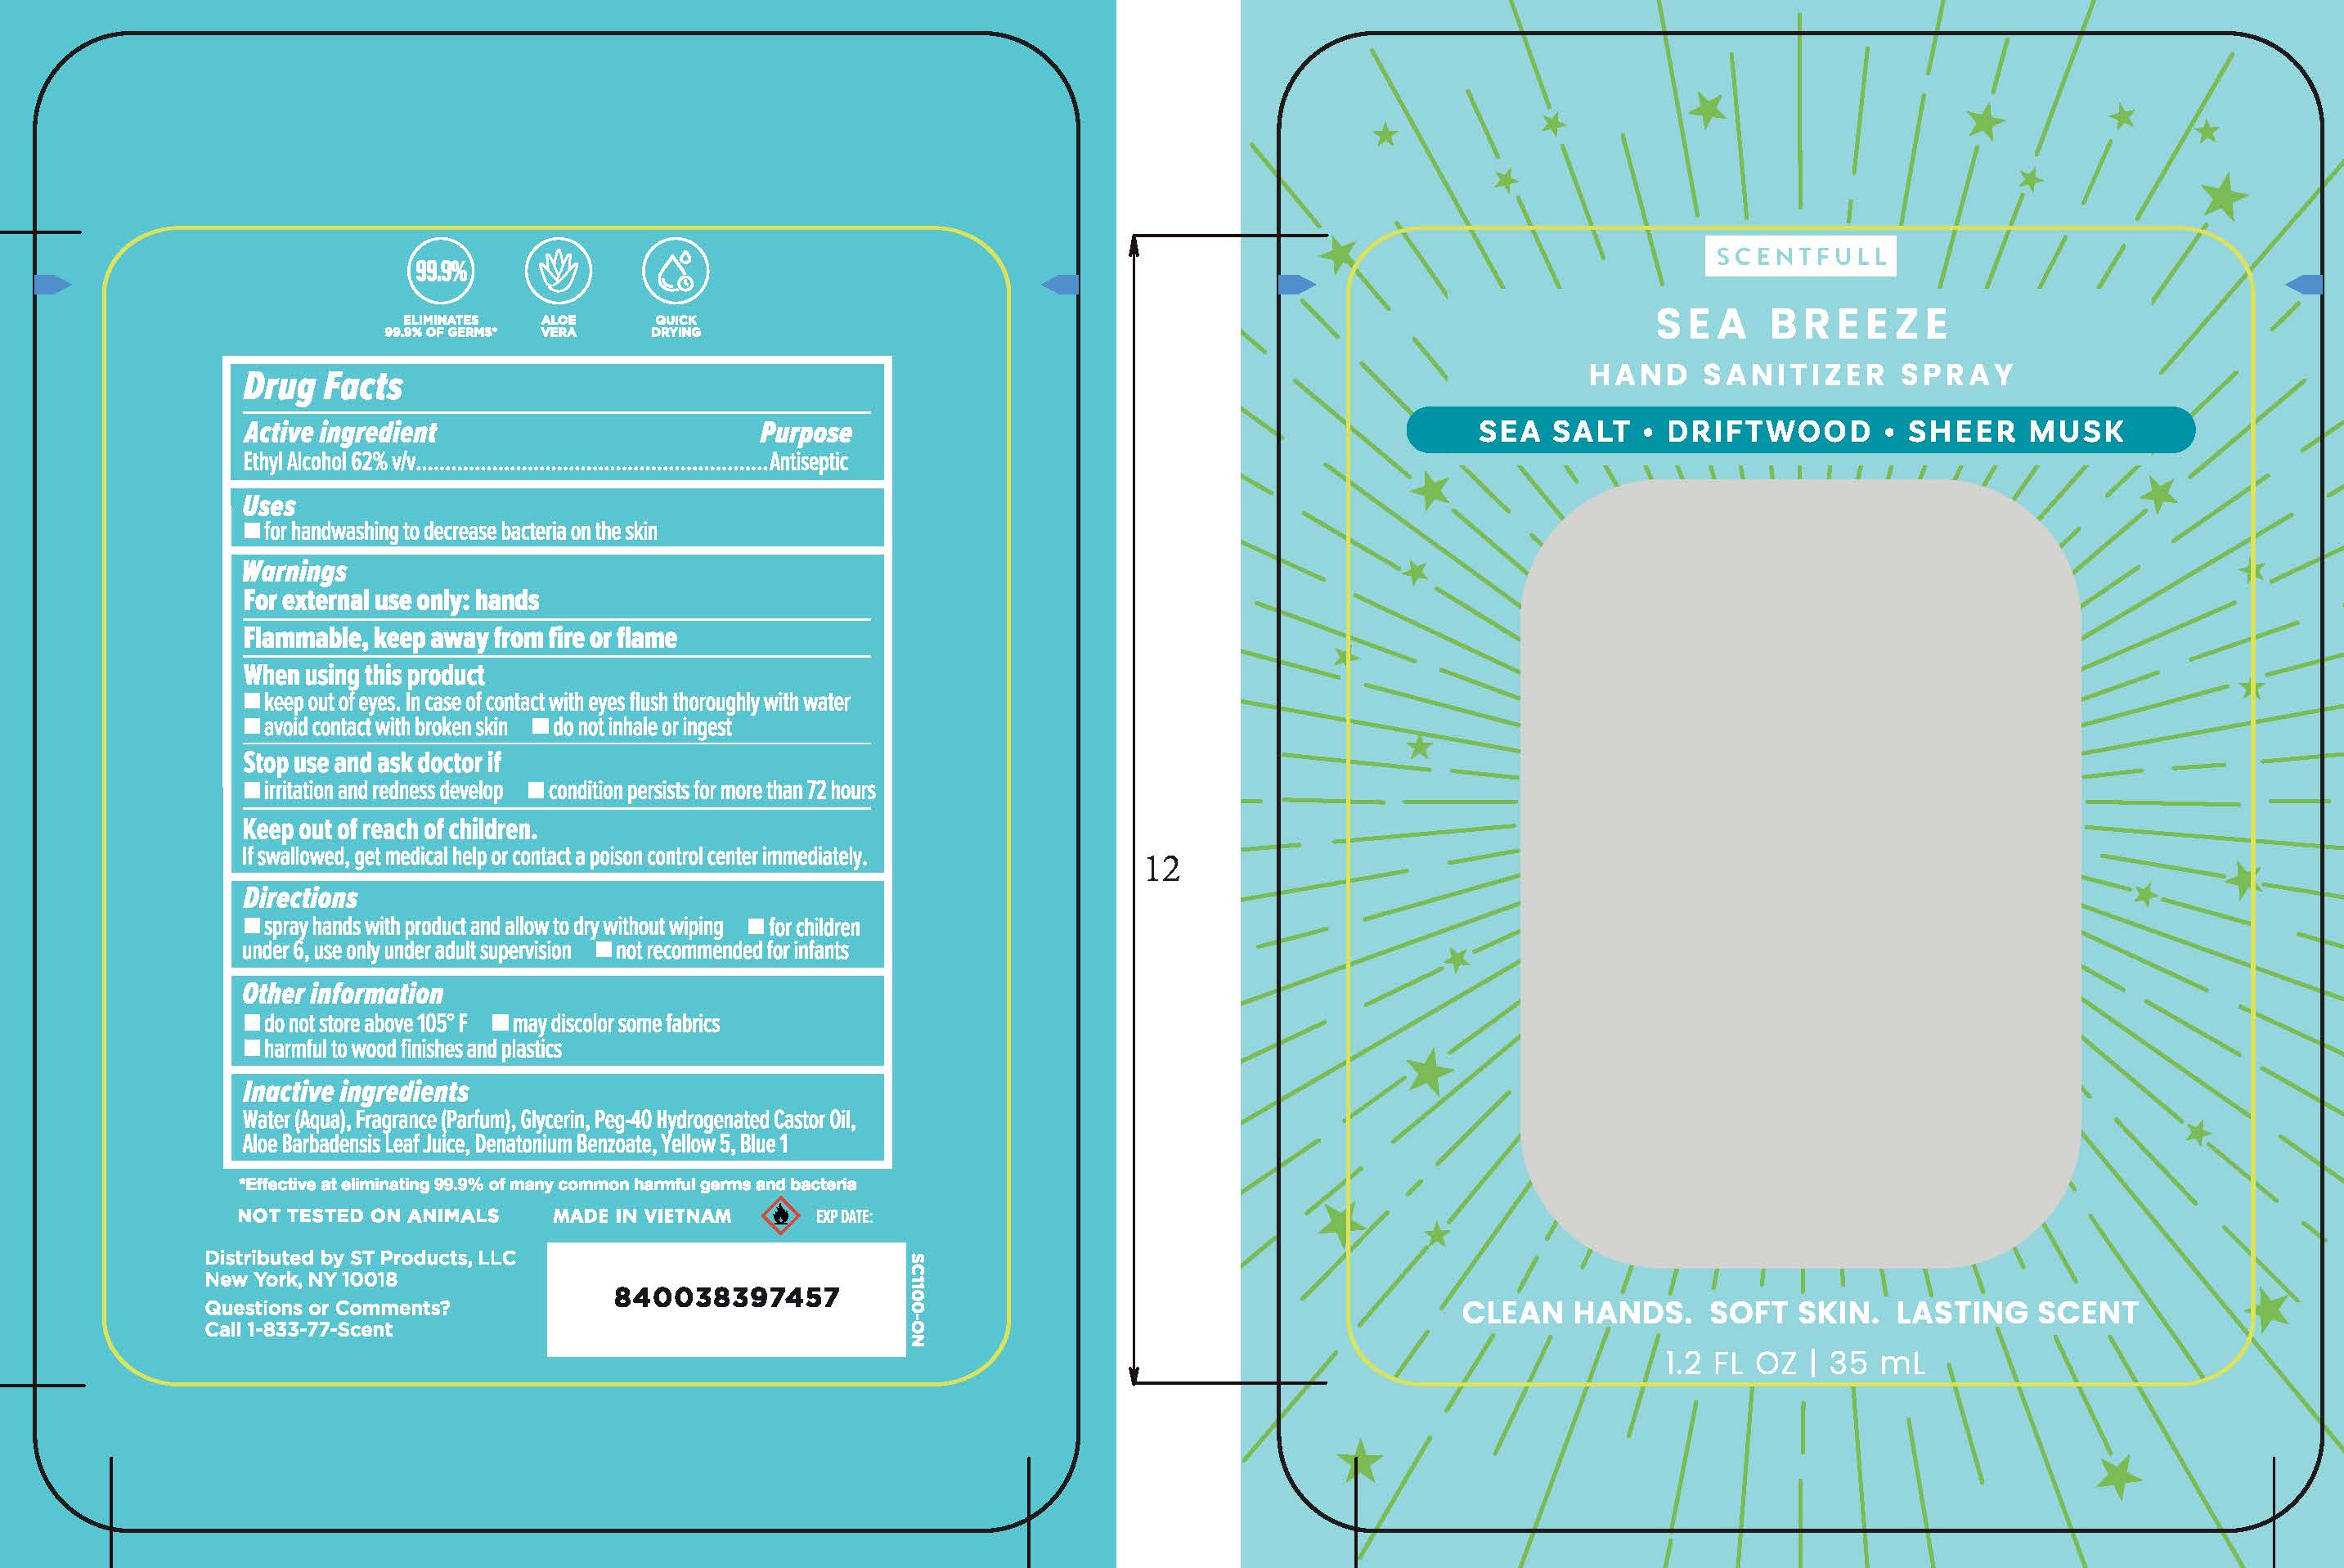 99.9%
ELIMINATES
99.9% OF GERMS*
ALOE
VERA
QUICK
DRYING
Drug Facts
Active ingredient Purpose
Ethyl Alcohol 62% v/v............................................................Antiseptic
Uses
■ for handwashing to decrease bacteria on the skin
Warnings
For external use only: hands
Flammable, keep away from fire or flame
When using this product
■ keep out of eyes. In case of contact with eyes flush thoroughly with water
■ avoid contact with broken skin ■ do not inhale or ingest
Stop use and ask doctor if
■ irritation and redness develop ■ condition persists for more than 72 hours
Keep out of reach of children.
If swallowed, get medical help or contact a poison control center immediately.
Directions
■ spray hands with product and allow to dry without wiping ■ for children
under 6, use only under adult supervision ■ not recommended for infants
Other information
■ do not store above 105° F ■ may discolor some fabrics
■ harmful to wood finishes and plastics
Inactive ingredients
Water (Aqua), Fragrance (Parfum), Glycerin, Peg-40 Hydrogenated Castor Oil,
Aloe Barbadensis Leaf Juice, Denatonium Benzoate, Yellow 5, Blue 1
*Effective at eliminating 99.9% of many common harmful germs and bacteria
NOT TESTED ON ANIMALS MADE IN VIETNAM EXP DATE:
Distributed by ST Products, LLC
New York, NY 10018
Questions or Comments?
Call 1-833-77-Scent
840038397457
SC1100-ON
12
SCENTFULL
SEA BREEZE
HAND SANITIZER SPRAY
SEA SALT • DRIFTWOOD • SHEER MUSK
CLEAN HANDS. SOFT SKIN. LASTING SCENT
1.2 FL OZ | 35 mL